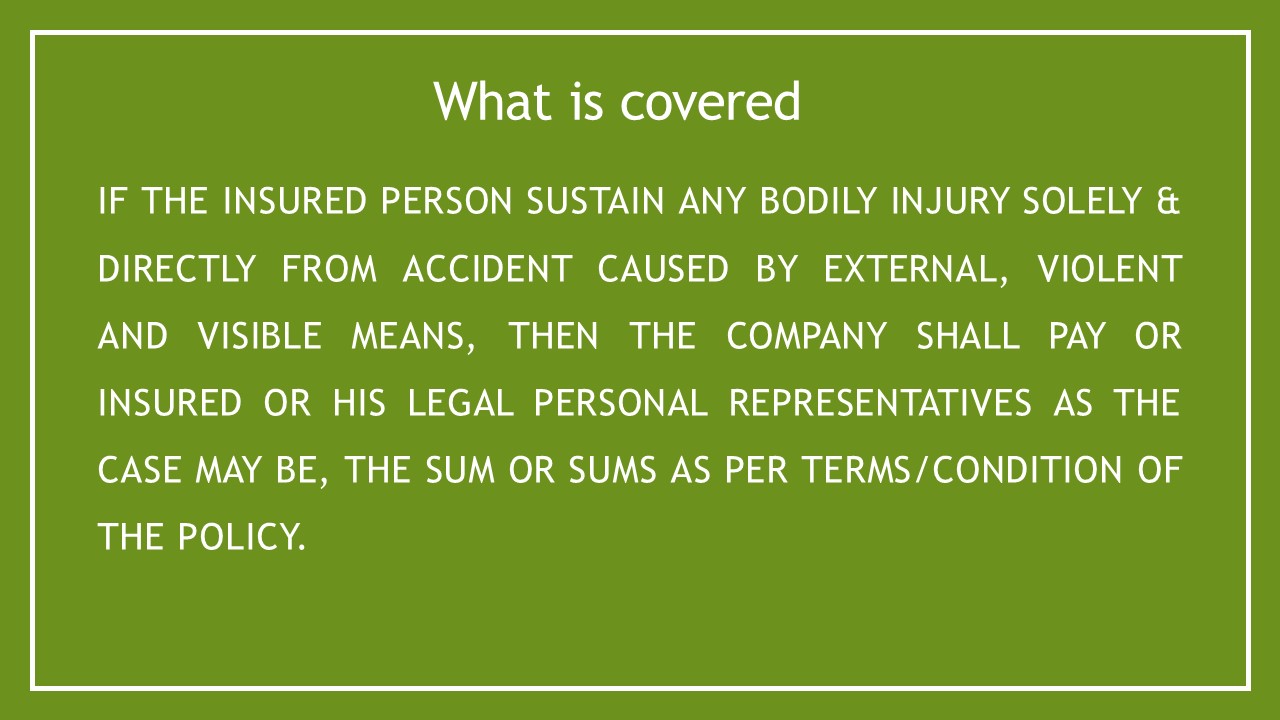 What is covered
IF THE INSURED PERSON SUSTAIN ANY BODILY INJURY SOLELY &
DIRECTLY FROM ACCIDENT CAUSED BY EXTERNAL, VIOLENT
AND VISIBLE MEANS, THEN THE COMPANY SHALL PAY OR
INSURED OR HIS LEGAL PERSONAL REPRESENTATIVES AS THE
CASE MAY BE, THE SUM OR SUMS AS PER TERMS/CONDITION OF
THE POLICY.